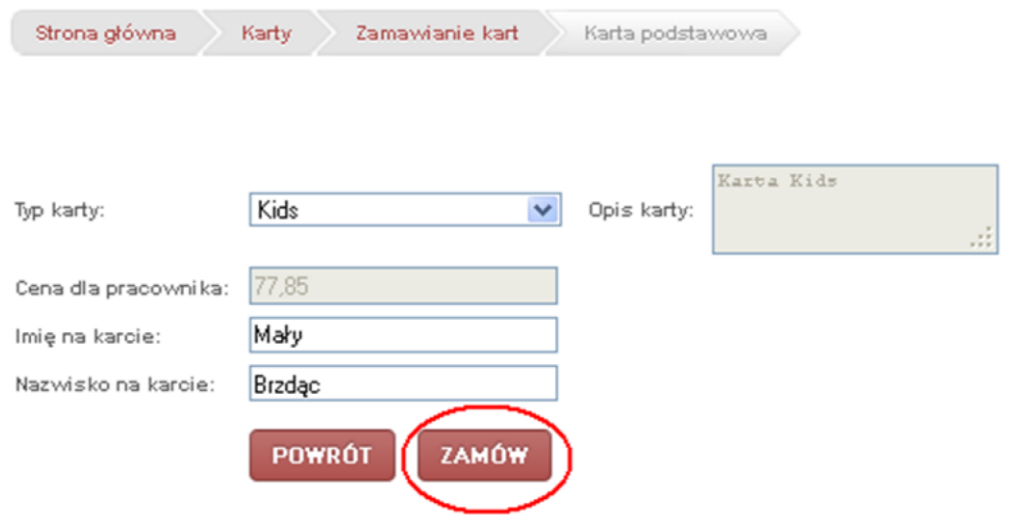 Strona główna Karty Zamawianie kart Karta podstawowa
Karta Kids
Typ karty: Kids Opis karty:
Cena dla pracownika: 77,85
Imię na karcie: Mały
Nazwisko na karcie: Brzdąc
POWRÓT ZAMÓW